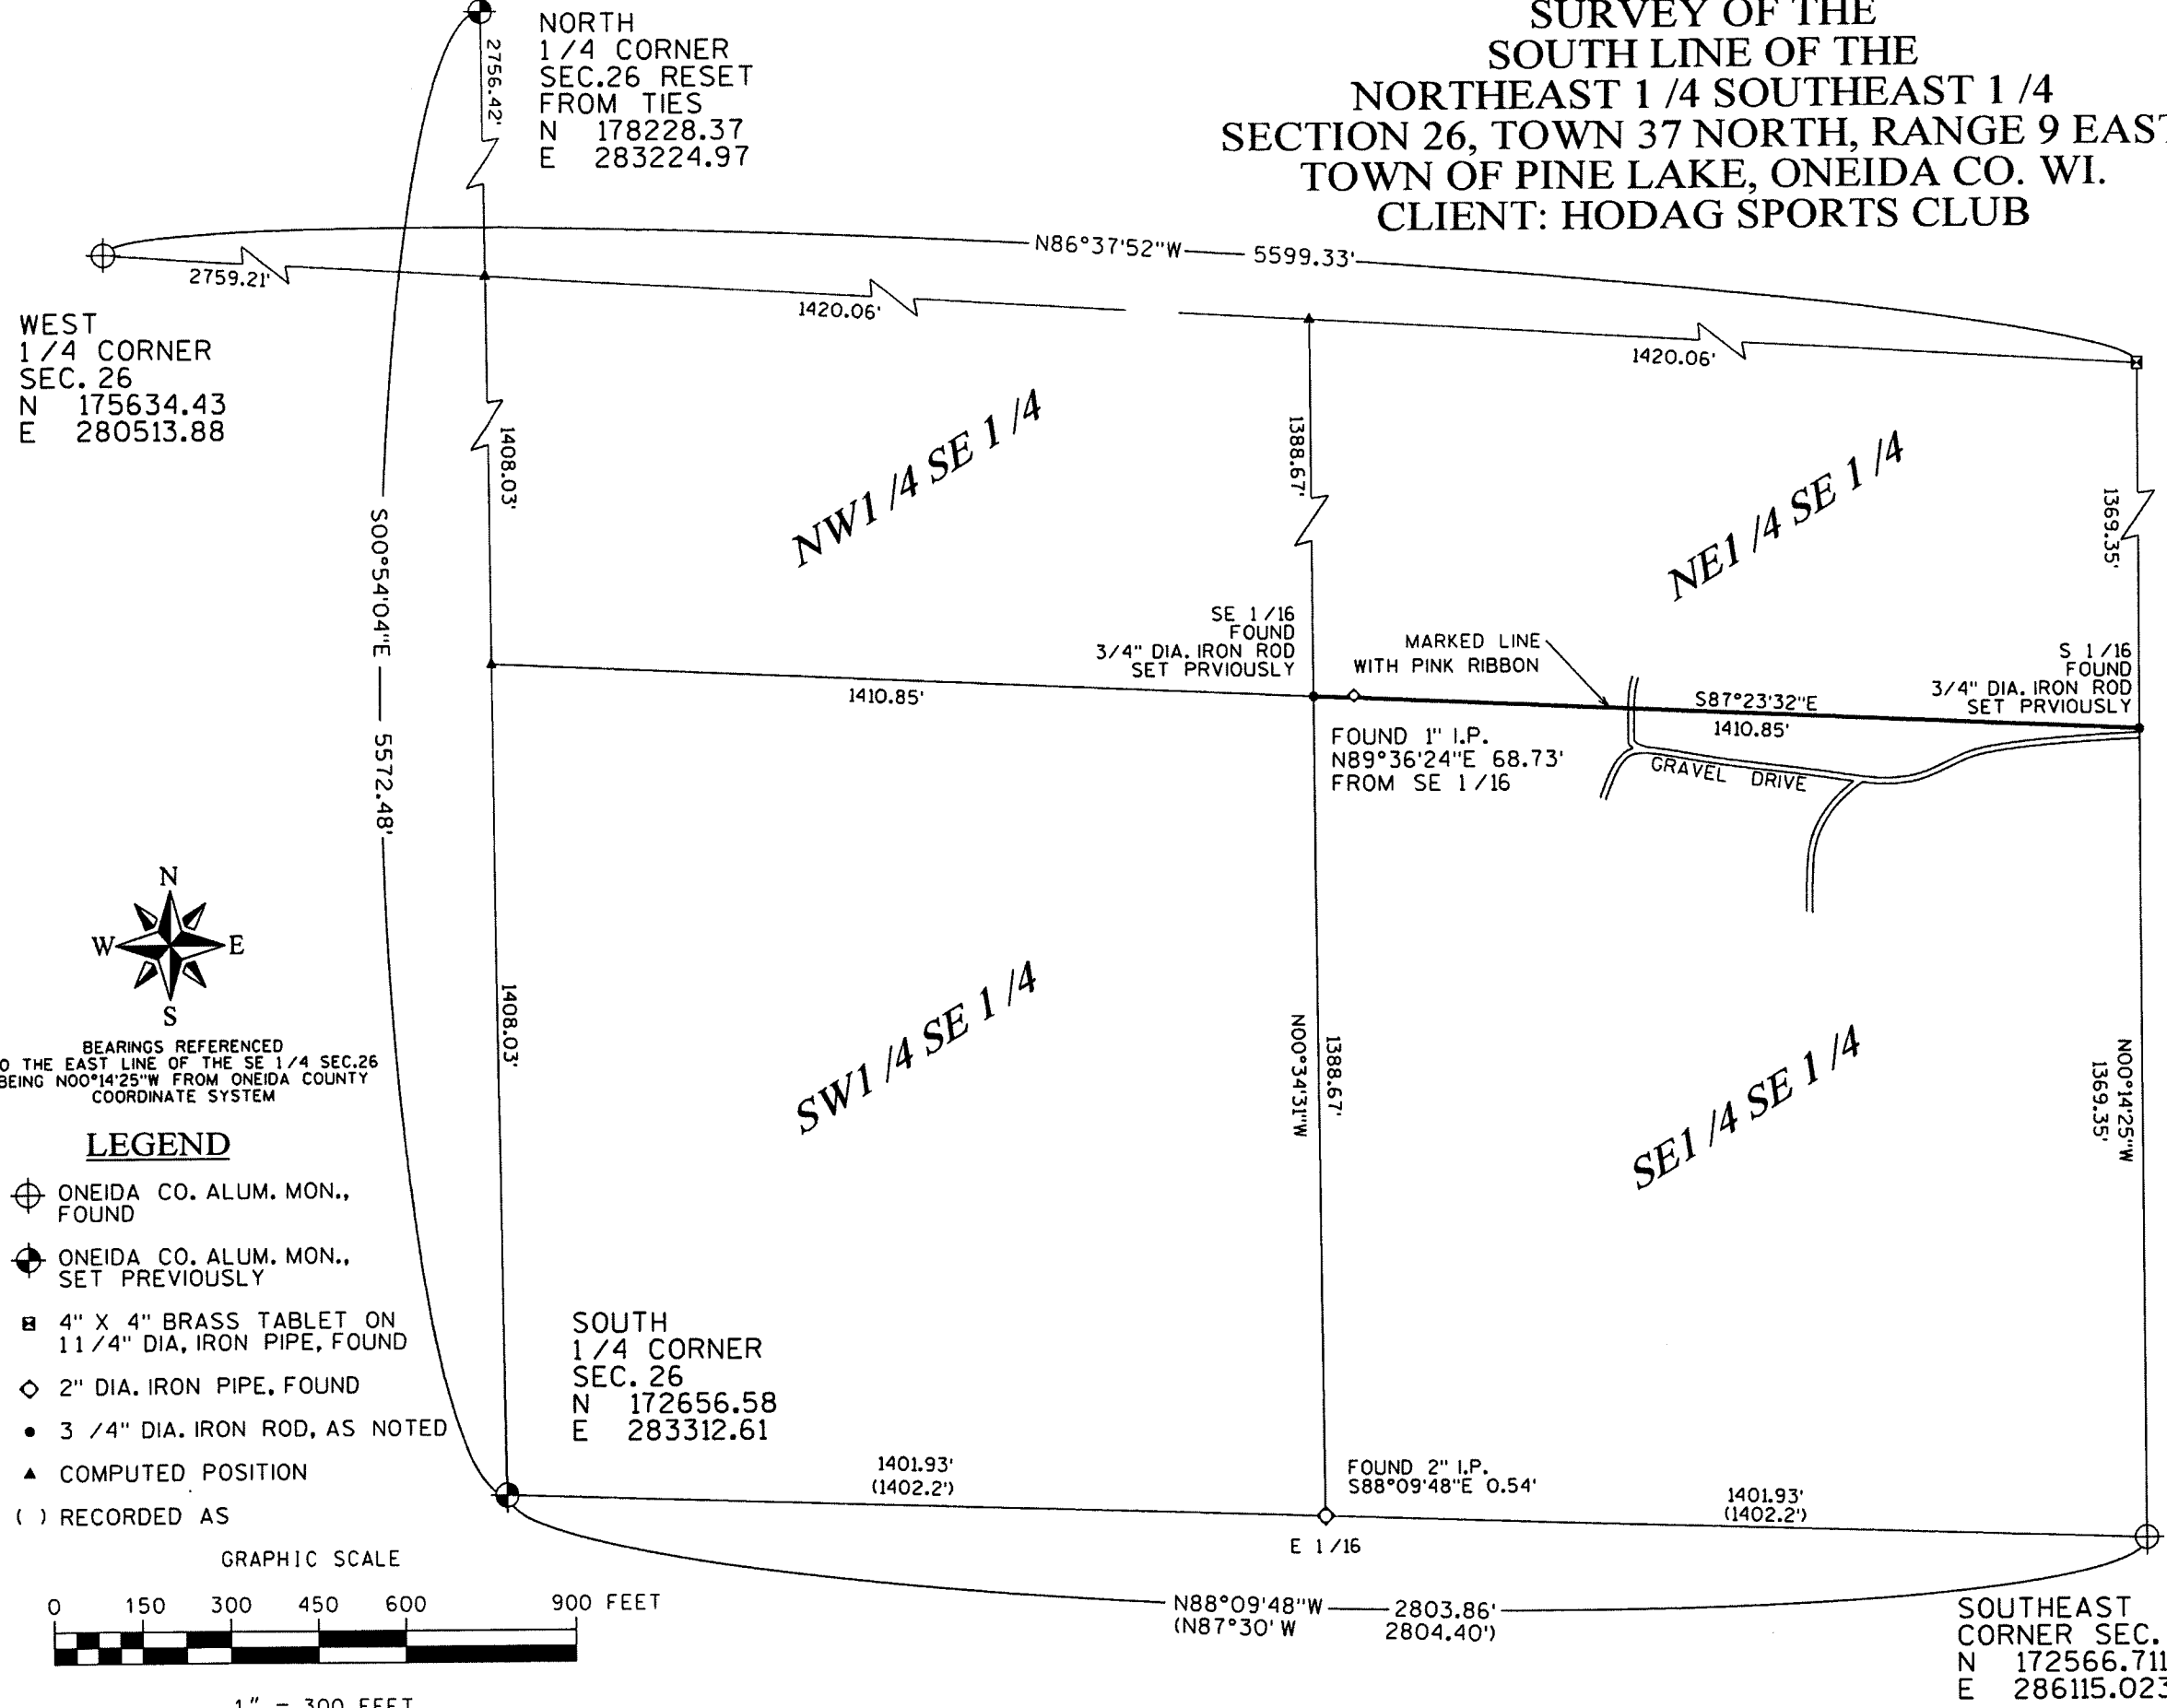 SURVEY OF THE
SOUTH LINE OF THE
NORTHEAST 1/4 SOUTHEAST 1/4
SECTION 26, TOWN 37 NORTH, RANGE 9 EAST
TOWN OF PINE LAKE, ONEIDA CO. WI.
CLIENT: HODAG SPORTS CLUB
NORTH
1/4 CORNER
SEC.26 RESET
FROM TIES
N 178228.37
E 283224.97
2756.42'
N86°37'52"W 5599.33'
2759.21'
1420.06'
1420.06'
WEST
1/4 CORNER
SEC. 26
N 175634.43
E 280513.88
1408.03'
1388.67'
1369.35'
NW1/4 SE 1/4
NE1/4 SE 1/4
S00°54'04"E 5572.48'
SE 1/16
FOUND
3/4" DIA. IRON ROD
SET PRVIOUSLY
MARKED LINE
WITH PINK RIBBON
S 1/16
FOUND
3/4" DIA. IRON ROD
SET PRVIOUSLY
1410.85'
S87°23'32"E
1410.85'
FOUND 1" I.P.
N89°36'24"E 68.73'
FROM SE 1/16
GRAVEL DRIVE
N
W E
S
BEARINGS REFERENCED
O THE EAST LINE OF THE SE 1/4 SEC.26
BEING N00°14'25"W FROM ONEIDA COUNTY
COORDINATE SYSTEM
1408.03'
SW1/4 SE 1/4
N00°34'31"W
1388.67'
SE1/4 SE 1/4
N00°14'25"W
1369.35'
LEGEND
ONEIDA CO. ALUM. MON.,
FOUND
ONEIDA CO. ALUM. MON.,
SET PREVIOUSLY
4" X 4" BRASS TABLET ON
11/4" DIA, IRON PIPE, FOUND
2" DIA. IRON PIPE, FOUND
3 /4" DIA. IRON ROD, AS NOTED
COMPUTED POSITION
( ) RECORDED AS
SOUTH
1/4 CORNER
SEC. 26
N 172656.58
E 283312.61
1401.93'
(1402.2')
FOUND 2" I.P.
S88°09'48"E 0.54'
1401.93'
(1402.2')
E 1/16
N88°09'48"W 2803.86'
(N87°30' W 2804.40')
SOUTHEAST
CORNER SEC.
N 172566.711
E 286115.023
GRAPHIC SCALE
0 150 300 450 600 900 FEET
1" = 300 FEET